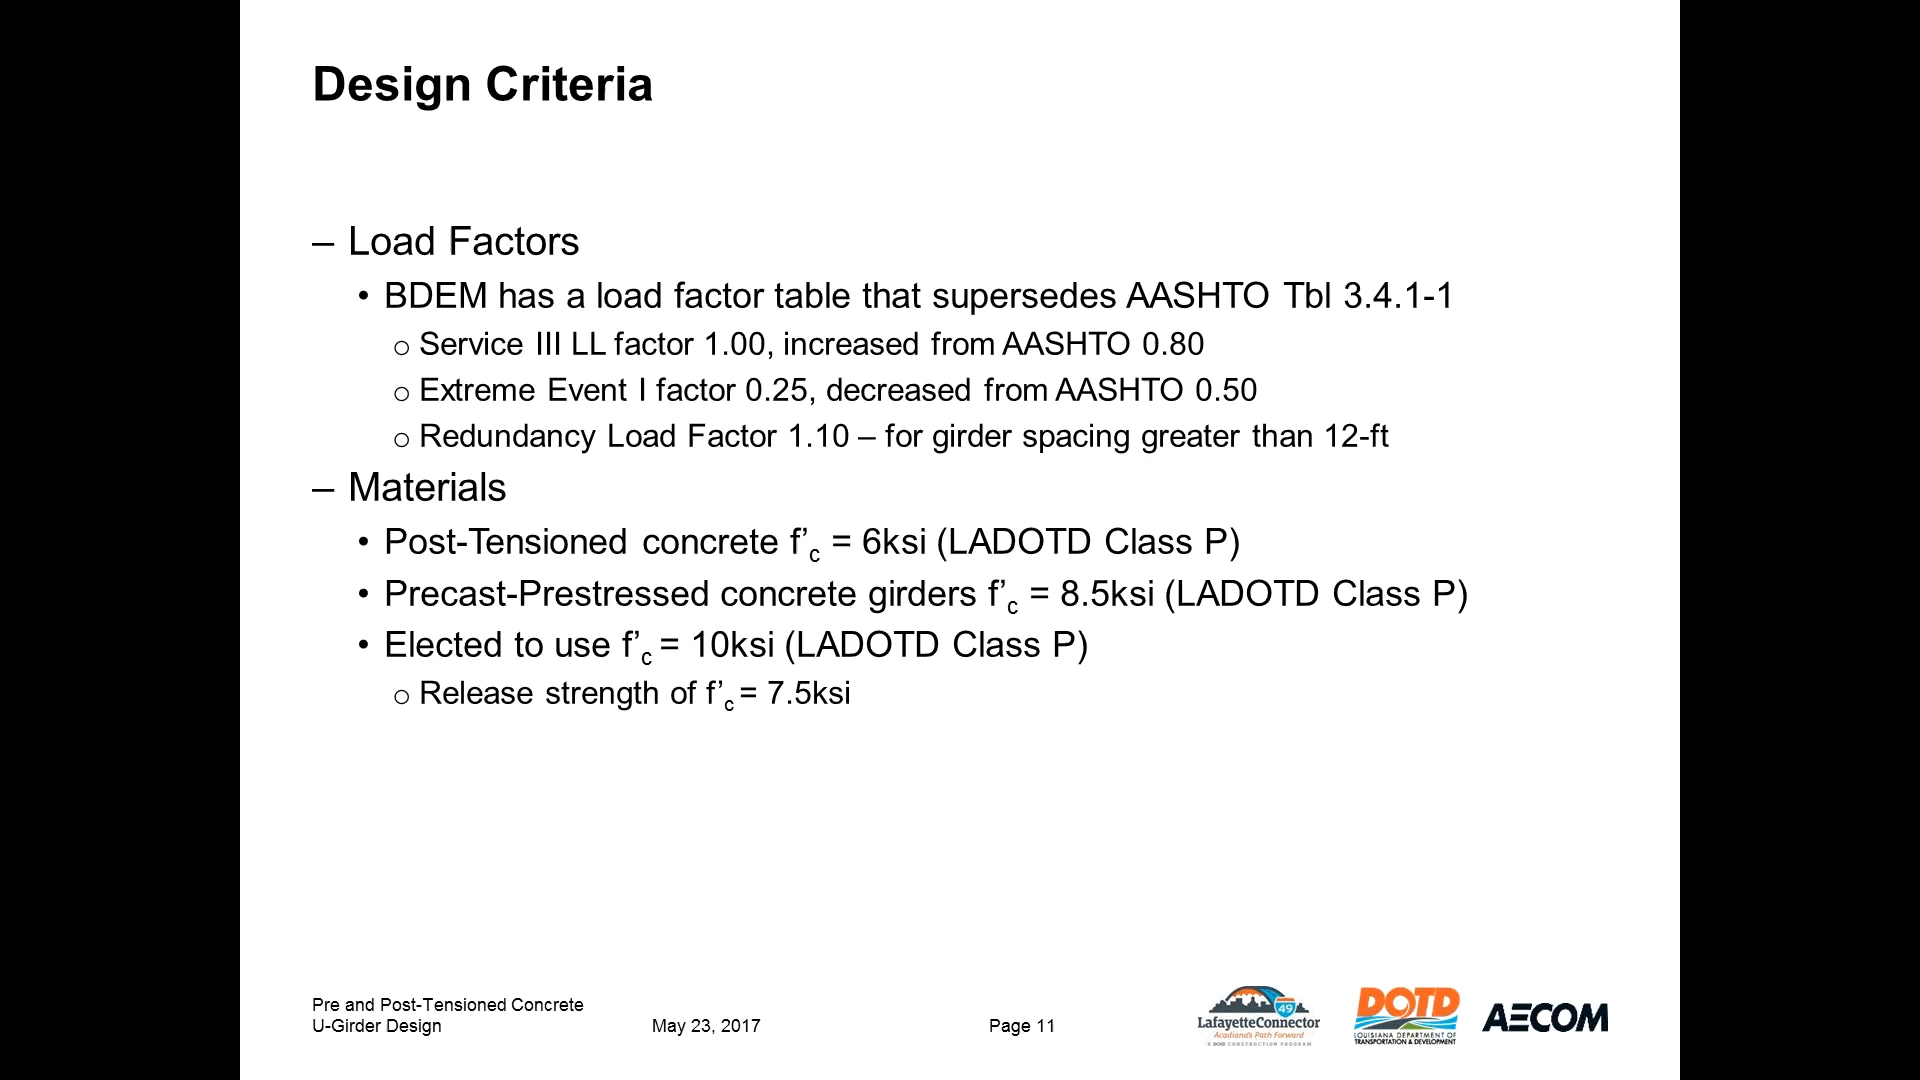 Design Criteria
– Load Factors
• BDEM has a load factor table that supersedes AASHTO Tbl 3.4.1-1
o Service III LL factor 1.00, increased from AASHTO 0.80
o Extreme Event I factor 0.25, decreased from AASHTO 0.50
o Redundancy Load Factor 1.10 – for girder spacing greater than 12-ft
– Materials
• Post-Tensioned concrete f’c = 6ksi (LADOTD Class P)
• Precast-Prestressed concrete girders f’c = 8.5ksi (LADOTD Class P)
• Elected to use f’c = 10ksi (LADOTD Class P)
o Release strength of f’c = 7.5ksi
Pre and Post-Tensioned Concrete
U-Girder Design
May 23, 2017
Page 11
49
LafayetteConnector
Acadiana's Path Forward
A DOTD CONSTRUCTION PROGRAM
DOTD
LOUISIANA DEPARTMENT OF
TRANSPORTATION & DEVELOPMENT
AECOM